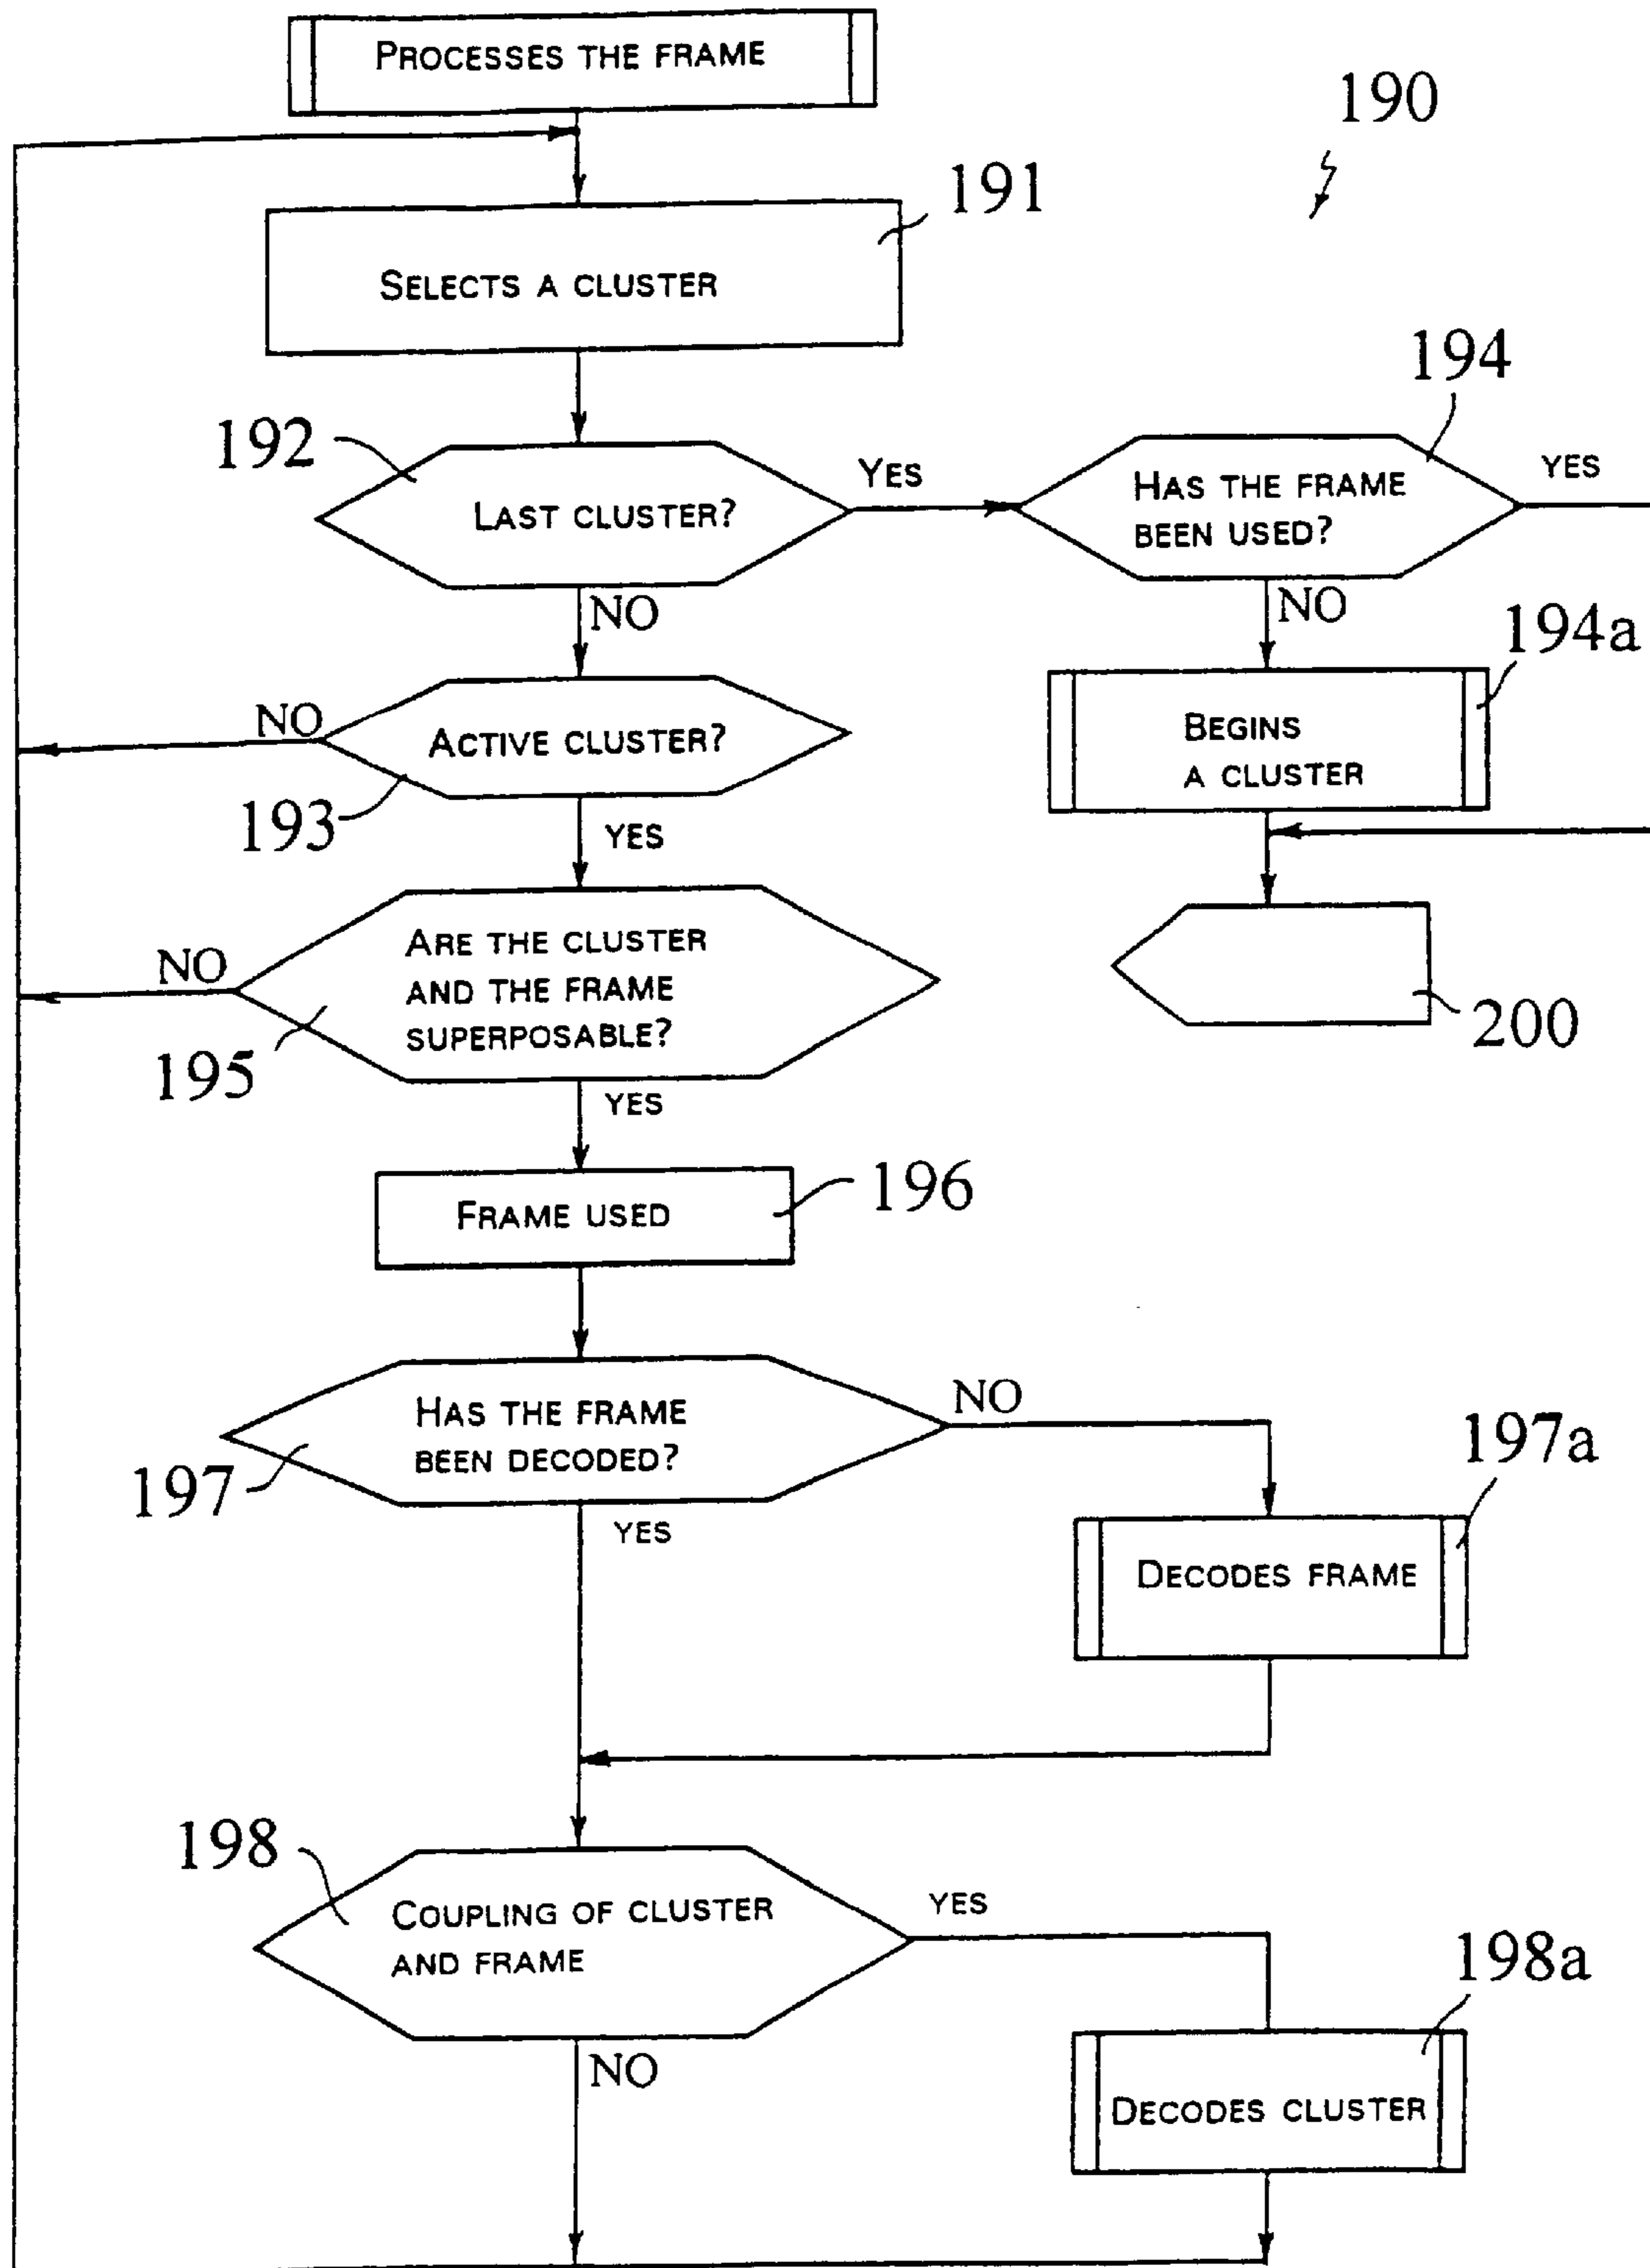 PROCESSES THE FRAME
190
191
SELECTS A CLUSTER
194
192
LAST CLUSTER?
YES
HAS THE FRAME
BEEN USED?
YES
NO
NO
194a
BEGINS
A CLUSTER
NO
ACTIVE CLUSTER?
193
YES
ARE THE CLUSTER
AND THE FRAME
SUPERPOSABLE?
NO
195
200
YES
FRAME USED
196
HAS THE FRAME
BEEN DECODED?
NO
197
197a
YES
DECODES FRAME
198
COUPLING OF CLUSTER
AND FRAME
YES
198a
NO
DECODES CLUSTER